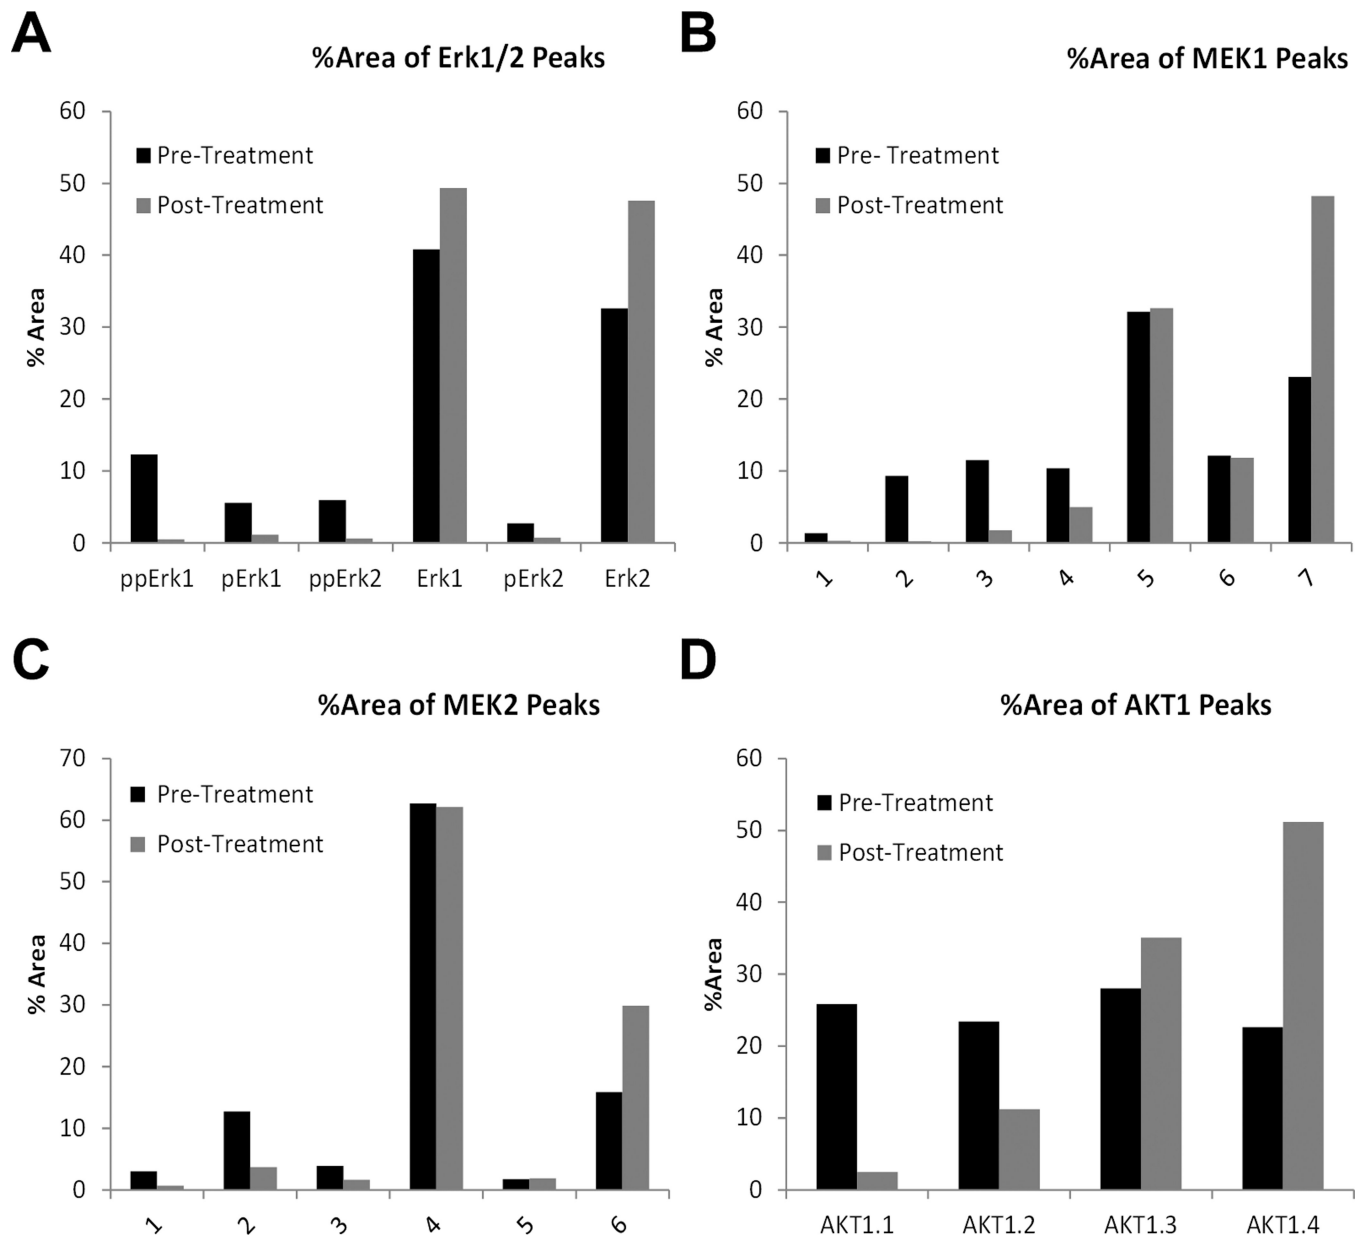 A
%Area of Erk1/2 Peaks
60
50
40
30
20
10
0
% Area
Pre-Treatment
Post-Treatment
ppErk1 pErk1 ppErk2 Erk1 pErk2 Erk2
B
%Area of MEK1 Peaks
60
50
40
30
20
10
0
% Area
Pre- Treatment
Post-Treatment
1 2 3 4 5 6 7
C
%Area of MEK2 Peaks
70
60
50
40
30
20
10
0
% Area
Pre-Treatment
Post-Treatment
1 2 3 4 5 6
D
%Area of AKT1 Peaks
60
50
40
30
20
10
0
%Area
Pre-Treatment
Post-Treatment
AKT1.1 AKT1.2 AKT1.3 AKT1.4